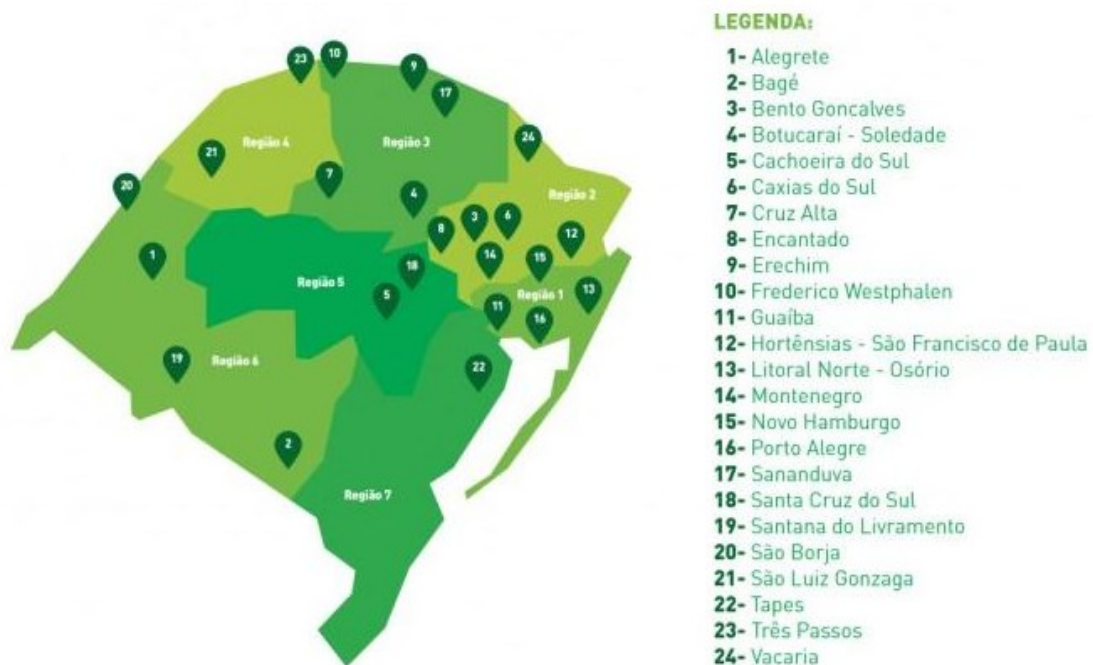 23
10
9
17
Região 4
Região 3
24
21
7
20
4
Região 2
3
6
8
12
1
14
15
18
Região 5
5
Região 1
13
11
16
19
Região 6
22
2
Região 7
LEGENDA:
1- Alegrete
2- Bagé
3- Bento Goncalves
4- Botucaraí - Soledade
5- Cachoeira do Sul
6- Caxias do Sul
7- Cruz Alta
8- Encantado
9- Erechim
10- Frederico Westphalen
11- Guaíba
12- Hortênsias - São Francisco de Paula
13- Litoral Norte - Osório
14- Montenegro
15- Novo Hamburgo
16- Porto Alegre
17- Sananduva
18- Santa Cruz do Sul
19- Santana do Livramento
20- São Borja
21- São Luiz Gonzaga
22- Tapes
23- Três Passos
24- Vacaria